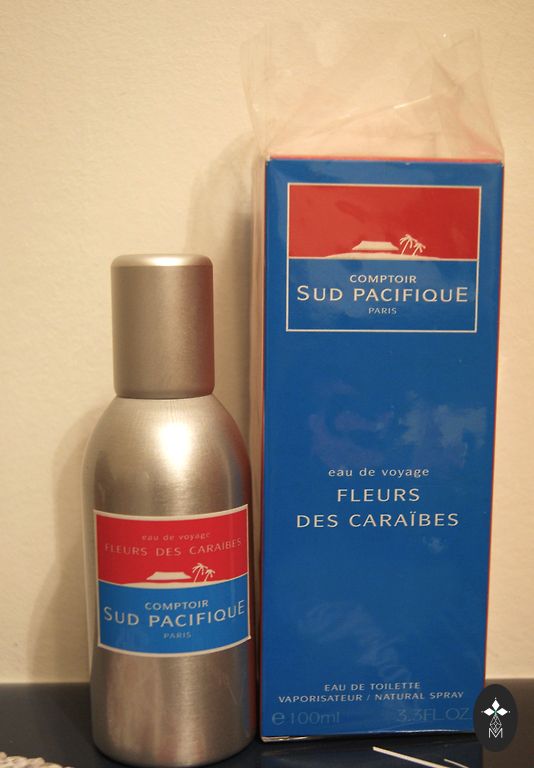 eau de voyage
FLEURS DES CARAÏBES
COMPTOIR
SUD PACIFIQUE
PARIS
COMPTOIR
SUD PACIFIQUE
PARIS
eau de voyage
FLEURS
DES CARAÏBES
EAU DE TOILETTE
VAPORISATEUR / NATURAL SPRAY
℮ 100ml 3.3FL.OZ
M